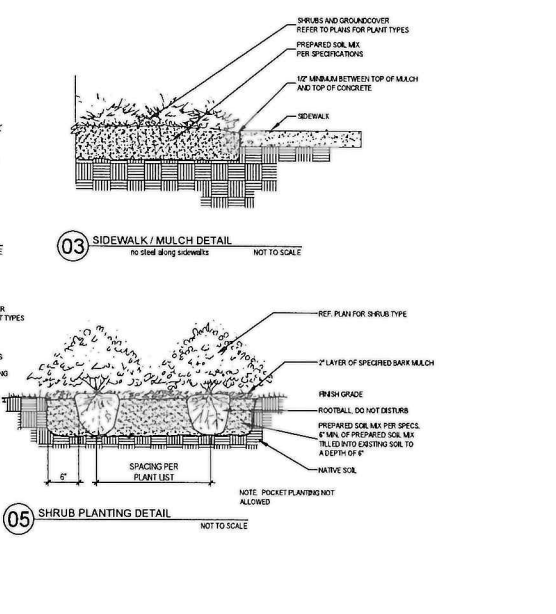 SHRUBS AND GROUNDCOVER
REFER TO PLANS FOR PLANT TYPES
PREPARED SOIL MIX
PER SPECIFICATIONS
1/2" MINIMUM BETWEEN TOP OF MULCH
AND TOP OF CONCRETE
SIDEWALK
03
SIDEWALK / MULCH DETAIL
no steel along sidewalks
NOT TO SCALE
R
T TYPES
S
NG
REF. PLAN FOR SHRUB TYPE
2" LAYER OF SPECIFIED BARK MULCH
FINISH GRADE
ROOTBALL, DO NOT DISTURB
PREPARED SOIL MIX PER SPECS.
6" MIN. OF PREPARED SOIL MIX
TILLED INTO EXISTING SOIL TO
A DEPTH OF 6"
NATIVE SOIL
6"
SPACING PER
PLANT LIST
NOTE: POCKET PLANTING NOT
ALLOWED
05
SHRUB PLANTING DETAIL
NOT TO SCALE